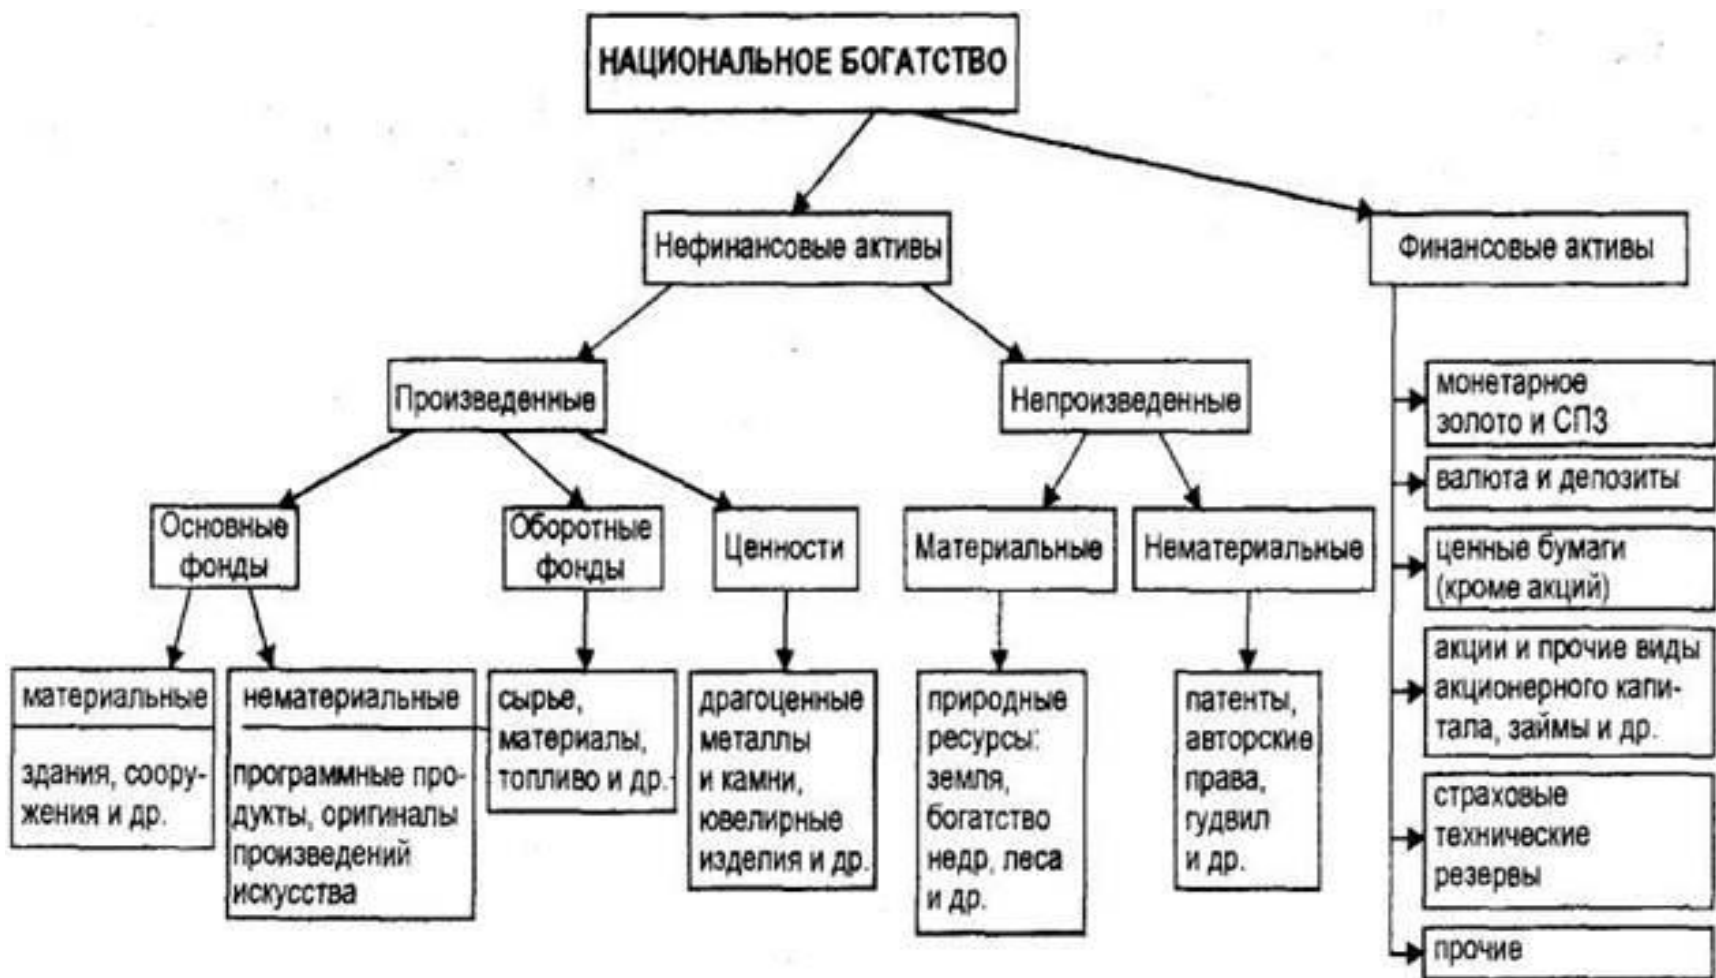 НАЦИОНАЛЬНОЕ БОГАТСТВО
Нефинансовые активы
Финансовые активы
Произведенные
Непроизведенные
Основные
фонды
Оборотные
фонды
Ценности
Материальные
Нематериальные
материальные
здания, соору-
жения и др.
нематериальные
программные про-
дукты, оригиналы
произведений
искусства
сырье,
материалы,
топливо и др.
драгоценные
металлы
и камни,
ювелирные
изделия и др.
природные
ресурсы:
земля,
богатство
недр, леса
и др.
патенты,
авторские
права,
гудвил
и др.
монетарное
золото и СПЗ
валюта и депозиты
ценные бумаги
(кроме акций)
акции и прочие виды
акционерного капи-
тала, займы и др.
страховые
технические
резервы
прочие